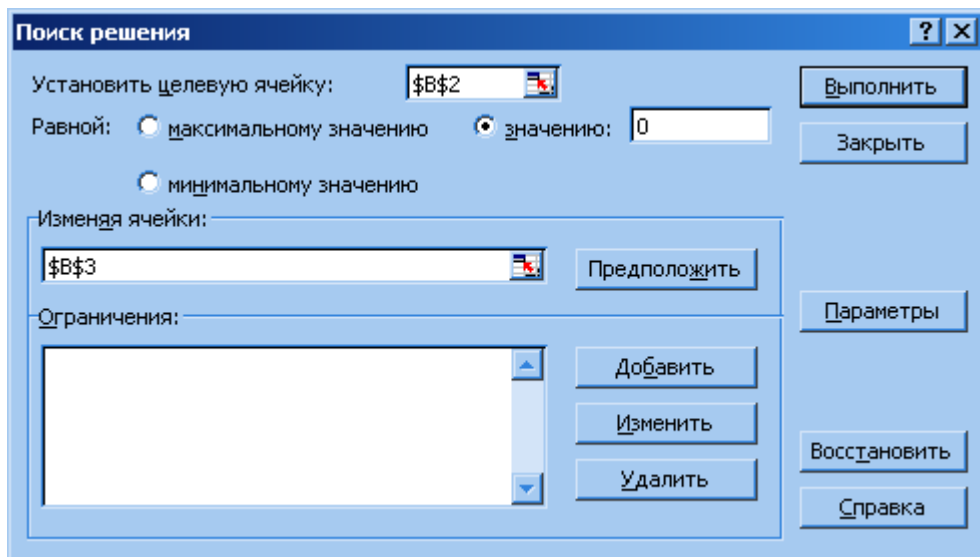 Поиск решения
Установить целевую ячейку: $B$2
Выполнить
Равной: максимальному значению значению: 0
Закрыть
минимальному значению
Изменяя ячейки:
$B$3
Предположить
Параметры
Ограничения:
Добавить
Изменить
Удалить
Восстановить
Справка